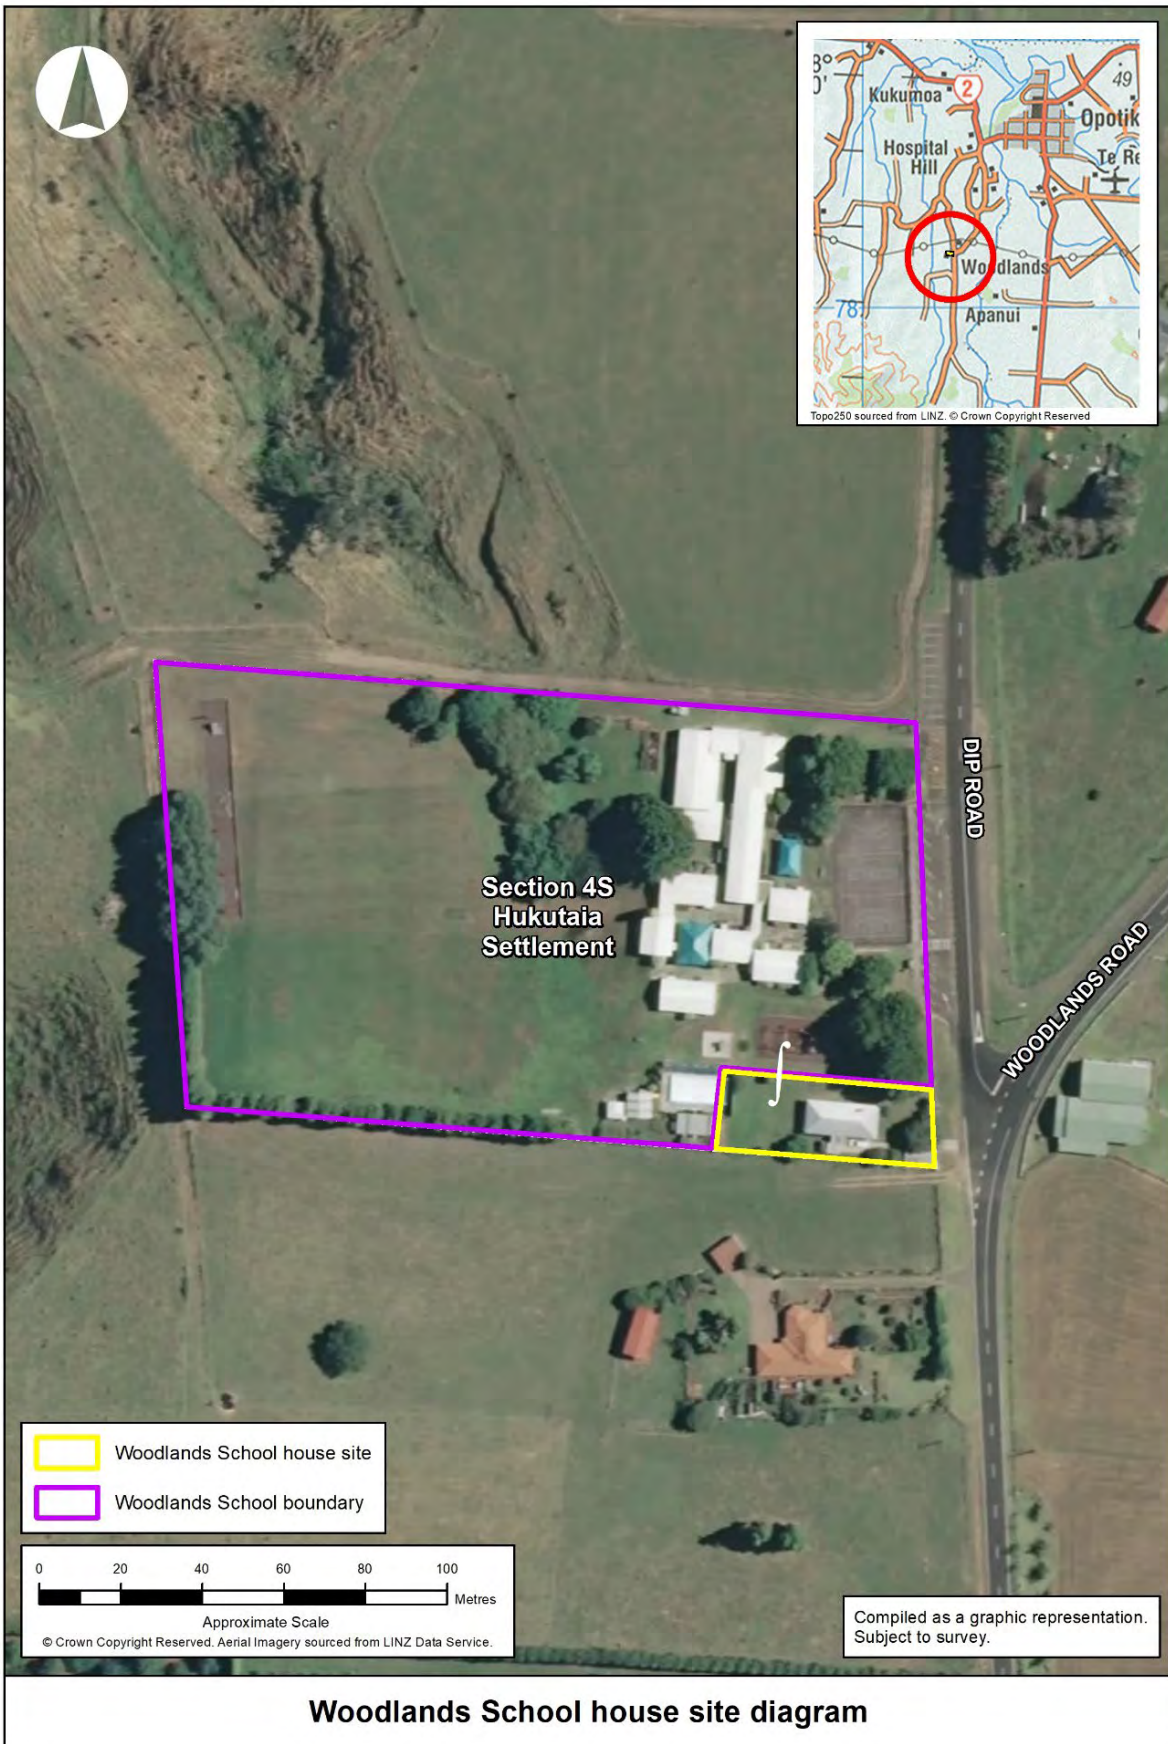 8°
0'
Kukumoa
2
49
Opotik
Hospital
Hill
Te Re
Woodlands
78
Apanui
Topo250 sourced from LINZ. © Crown Copyright Reserved
DIP ROAD
Section 4S
Hukutaia
Settlement
WOODLANDS ROAD
∫
Woodlands School house site
Woodlands School boundary
0 20 40 60 80 100
Metres
Approximate Scale
© Crown Copyright Reserved. Aerial Imagery sourced from LINZ Data Service.
Compiled as a graphic representation.
Subject to survey.
Woodlands School house site diagram